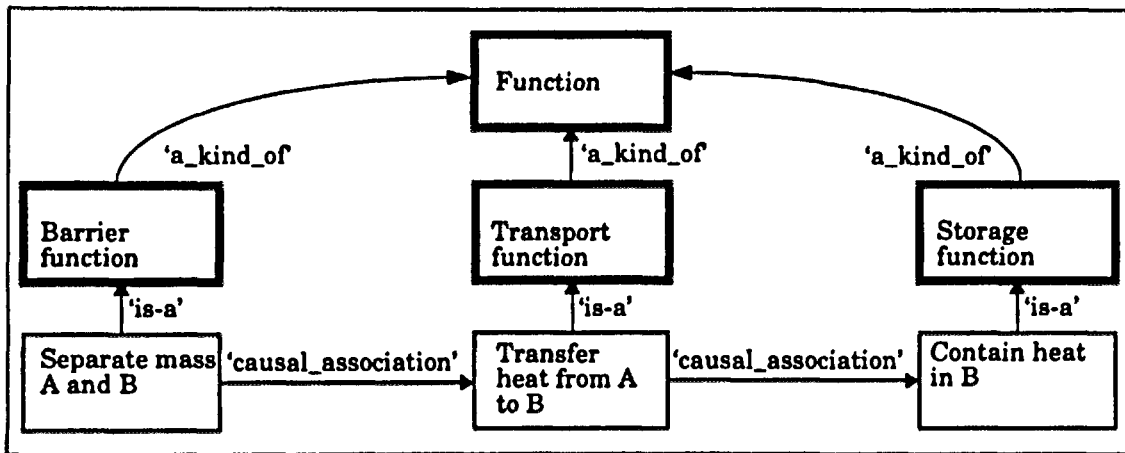 Function
'a_kind_of'
'a_kind_of'
'a_kind_of'
Barrier
function
Transport
function
Storage
function
'is-a'
'is-a'
'is-a'
Separate mass
A and B
'causal_association'
Transfer
heat from A
to B
'causal_association'
Contain heat
in B